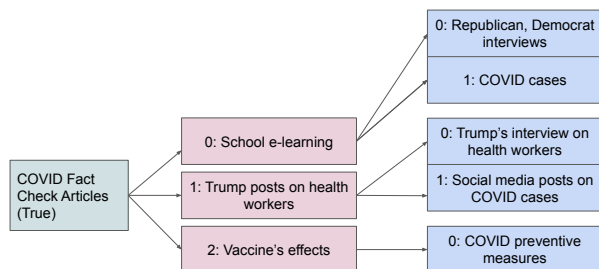 COVID Fact
Check Articles
(True)
0: School e-learning
1: Trump posts on health
workers
2: Vaccine's effects
0: Republican, Democrat
interviews
1: COVID cases
0: Trump's interview on
health workers
1: Social media posts on
COVID cases
0: COVID preventive
measures